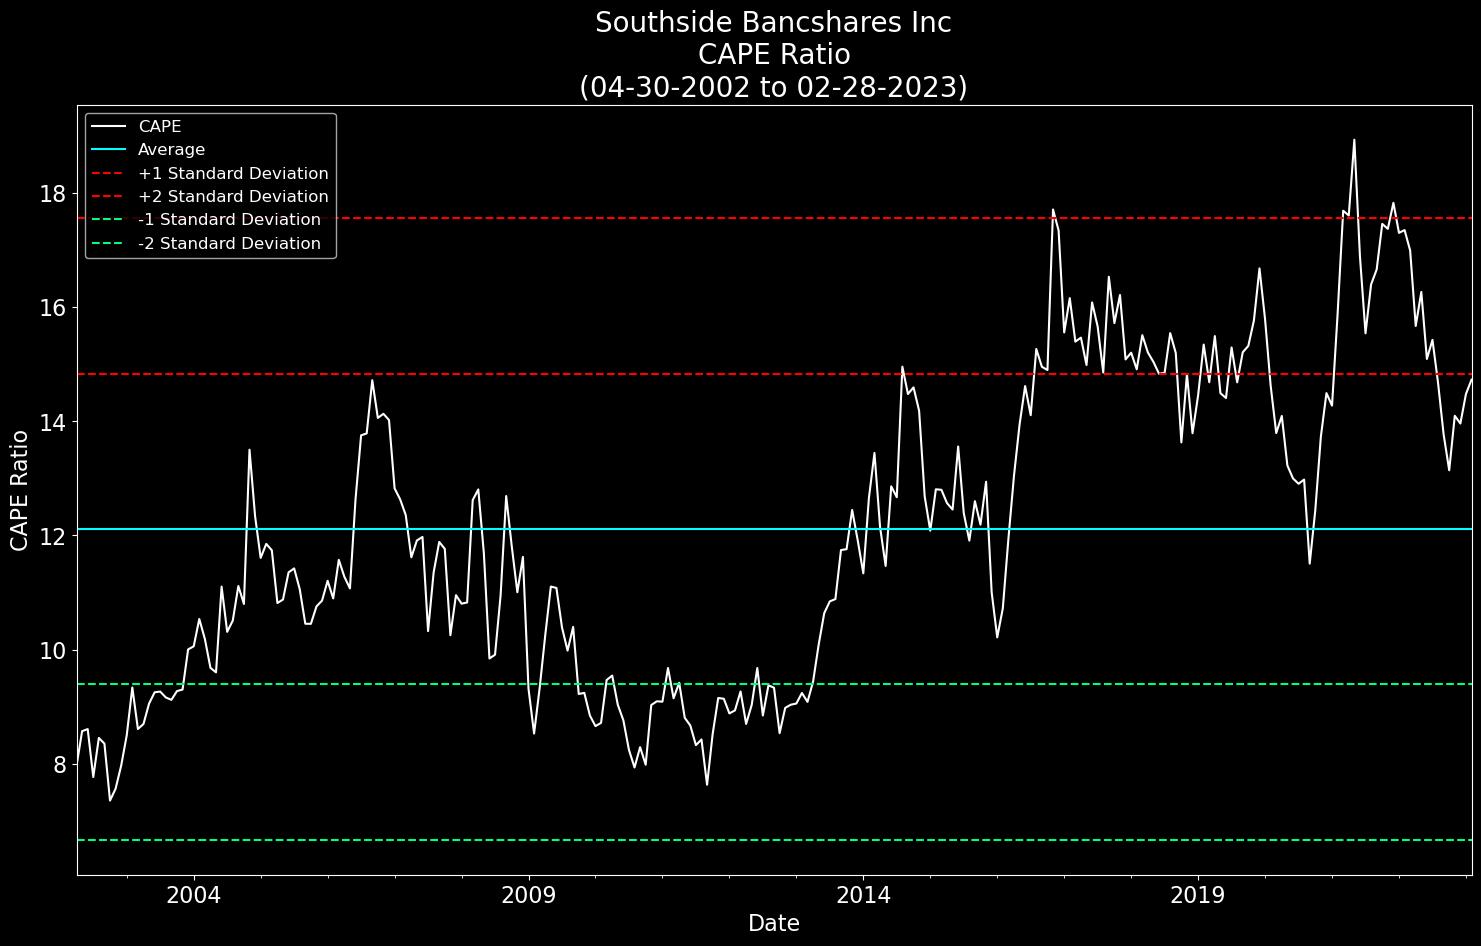 Southside Bancshares Inc
CAPE Ratio
(04-30-2002 to 02-28-2023)
CAPE
Average
+1 Standard Deviation
+2 Standard Deviation
-1 Standard Deviation
-2 Standard Deviation
18
16
14
12
10
8
CAPE Ratio
2004
2009
2014
2019
Date